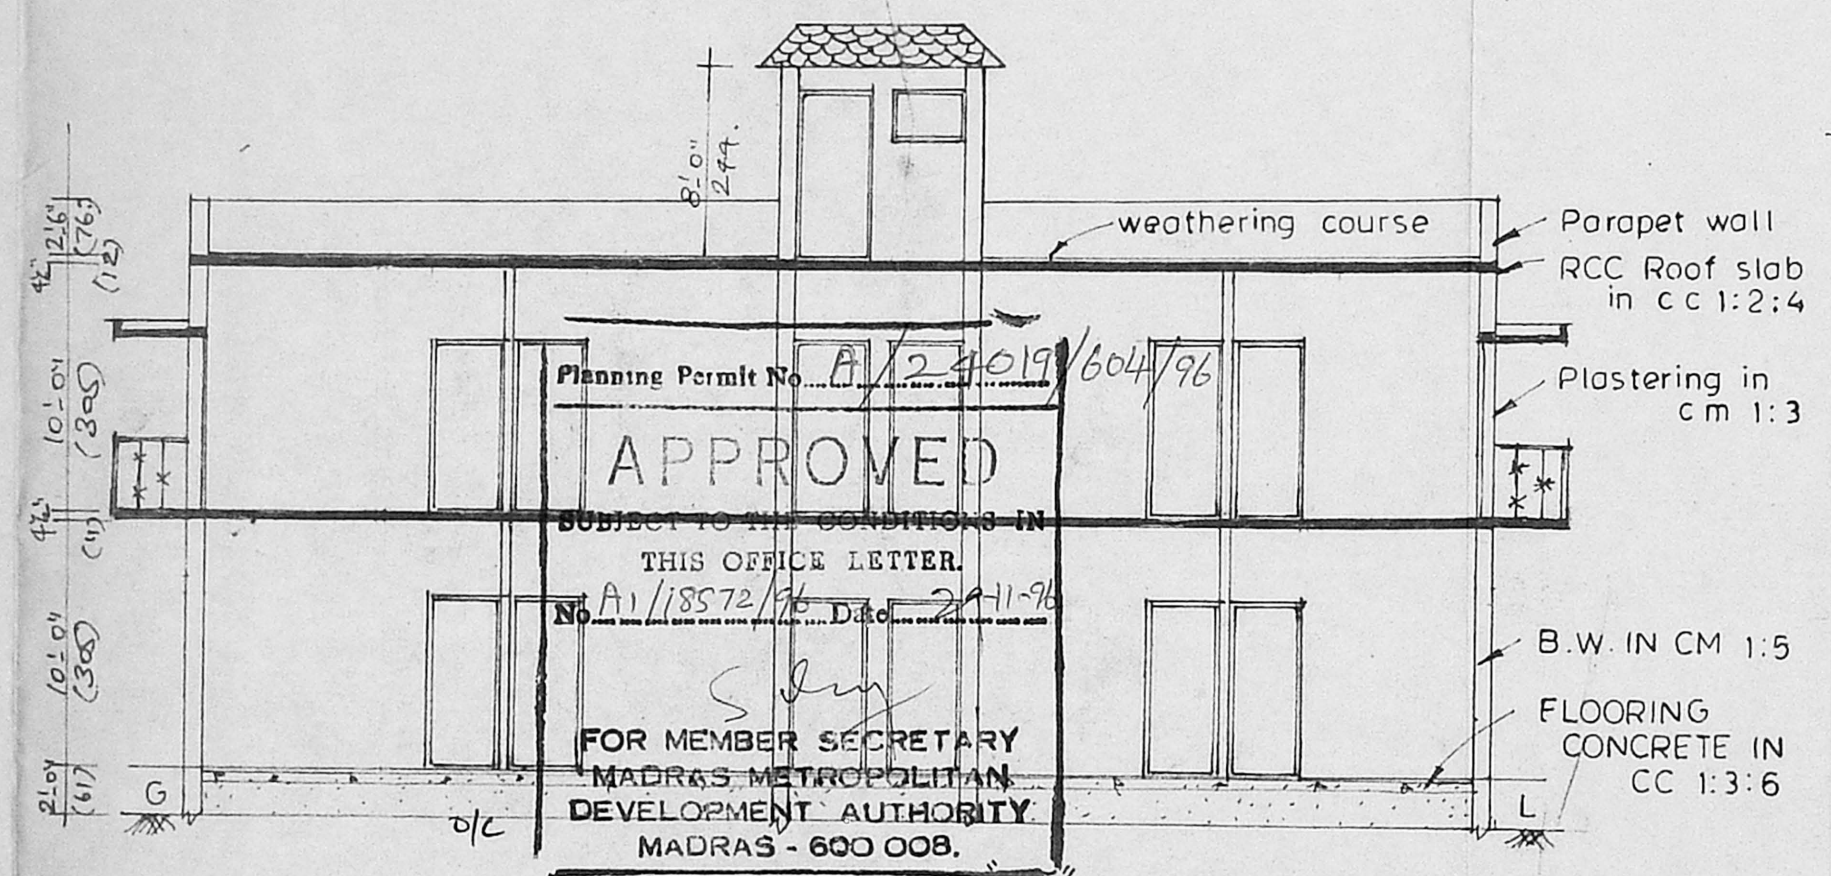 8'-0"
244.
2'6"
(76)
4½"
(12)
10'-0"
(305)
4½"
(11)
10'-0"
(305)
2'-0"
(61)
weathering course
Parapet wall
RCC Roof slab
in c c 1:2:4
Plastering in
cm 1:3
B.W. IN CM 1:5
FLOORING
CONCRETE IN
CC 1:3:6
G
L
O/C
Planning Permit No. A/24019/604/96
APPROVED
SUBJECT TO THE CONDITIONS IN
THIS OFFICE LETTER.
No. A1/18572/96 Date 29-11-96
FOR MEMBER SECRETARY
MADRAS METROPOLITAN
DEVELOPMENT AUTHORITY
MADRAS - 600 008.